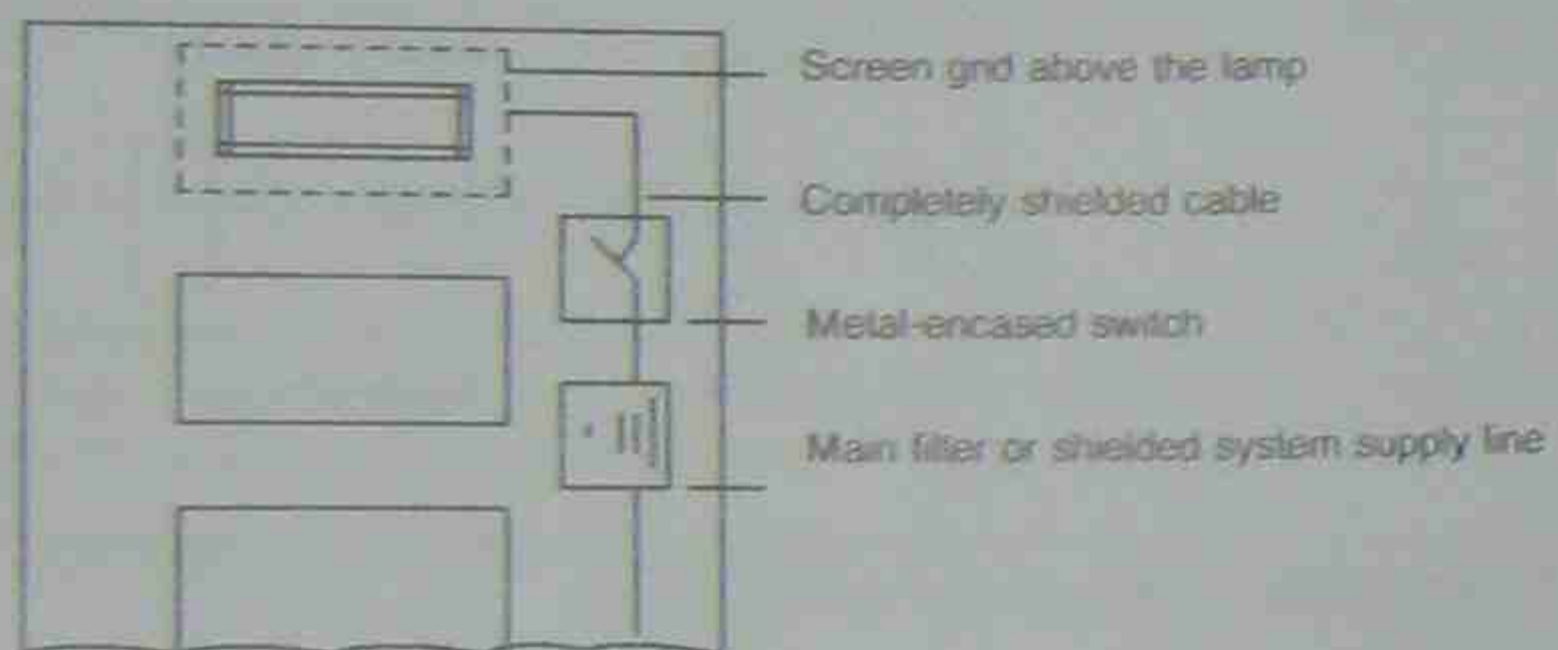 Screen grid above the lamp
Completely shielded cable
Metal-encased switch
Main filter or shielded system supply line